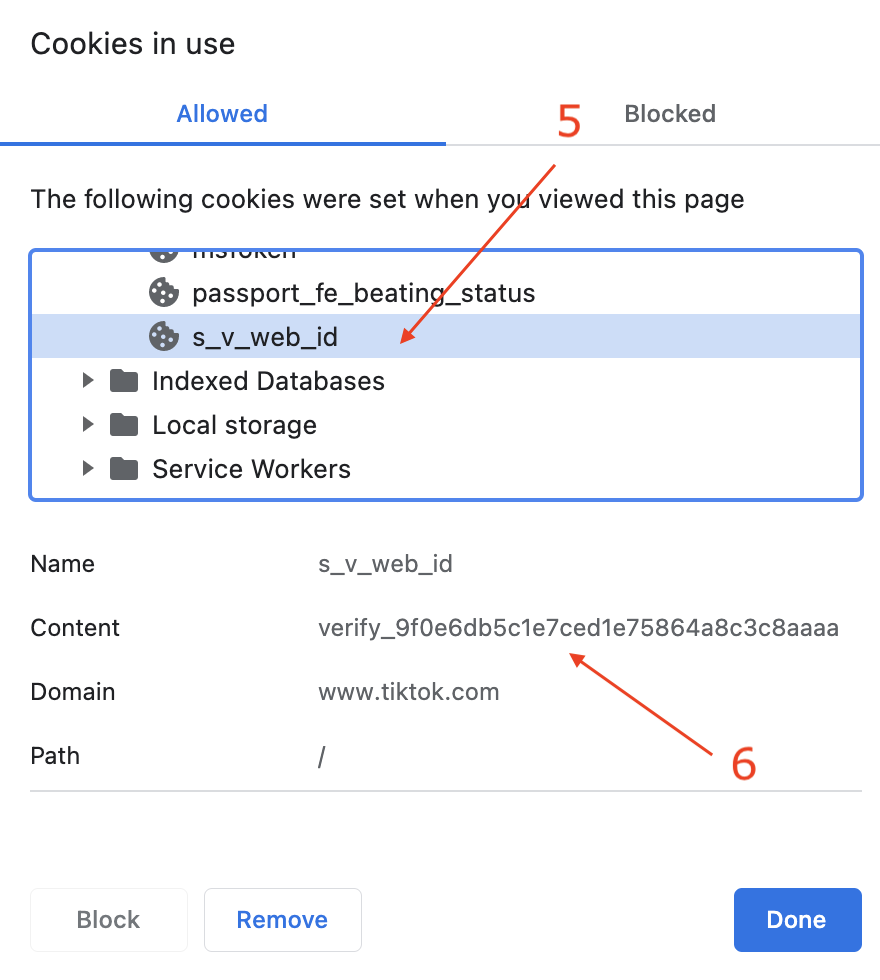 Cookies in use
Allowed 5 Blocked
The following cookies were set when you viewed this page
msToken
passport_fe_beating_status
s_v_web_id
Indexed Databases
Local storage
Service Workers
Name s_v_web_id
Content verify_9f0e6db5c1e7ced1e75864a8c3c8aaaa
Domain www.tiktok.com
Path /
6
Block Remove Done